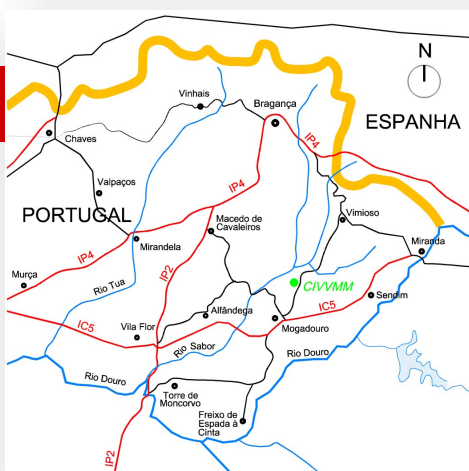 N
Vinhais
Bragança
ESPANHA
Chaves
IP4
Valpaços
PORTUGAL
Macedo de
Cavaleiros
Vimioso
Mirandela
Miranda
IP4
IP2
Murça
Rio Tua
CIVVMM
Sendim
IC5
Alfândega
IC5
Vila Flor
Mogadouro
Rio Sabor
Rio Douro
Rio Douro
Torre de
Moncorvo
Freixo de
Espada à
Cinta
IP2